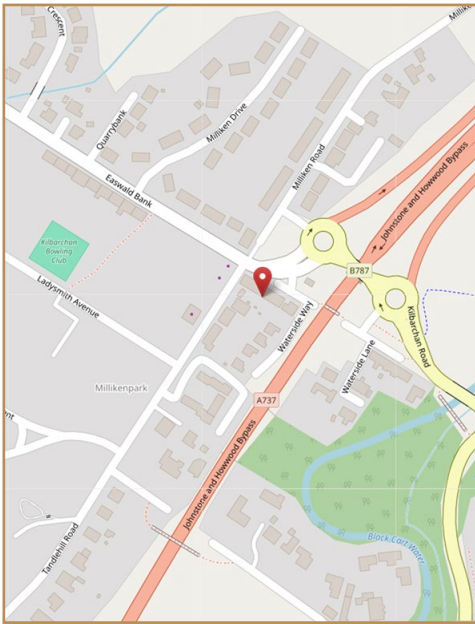 Crescent
Quarrybank
Milliken Drive
Milliken Road
Easwald Bank
Johnstone and Howwood Bypass
Kilbarchan
Bowling
Club
B787
Ladysmith Avenue
Waterside Way
Kilbarchan Road
Waterside Lane
Millikenpark
A737
Johnstone and Howwood Bypass
Tandlehill Road
Black Cart Water